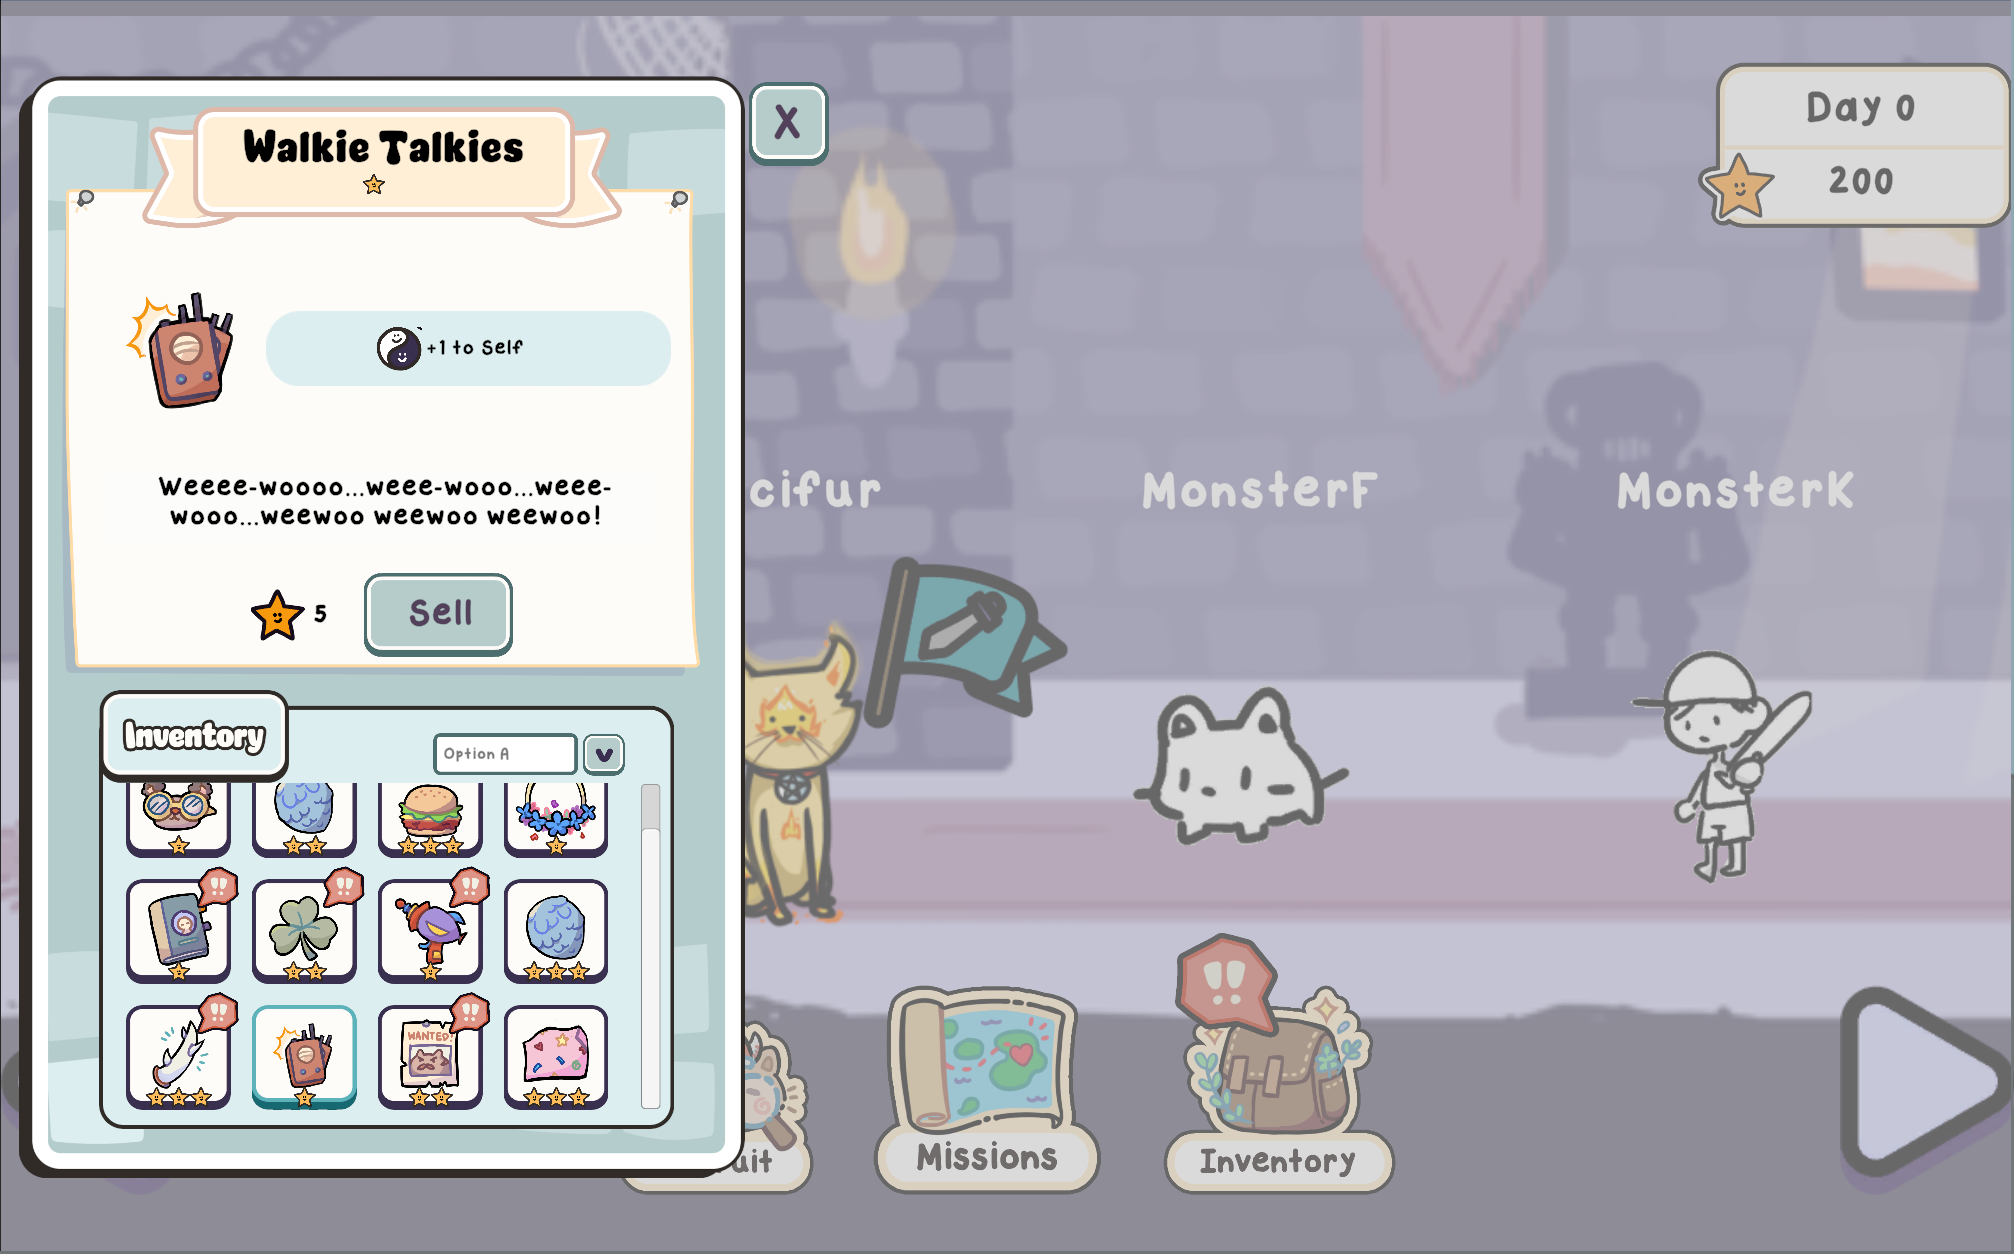 Walkie Talkies
X
Day 0
200
+1 to Self
Weeee-woooo...weee-wooo...weee-
wooo...weewoo weewoo weewoo!
5
Sell
cifur
MonsterF
MonsterK
Inventory
Option A
!!
!!
!!
!!
WANTED!
!!
!!
uit
Missions
Inventory